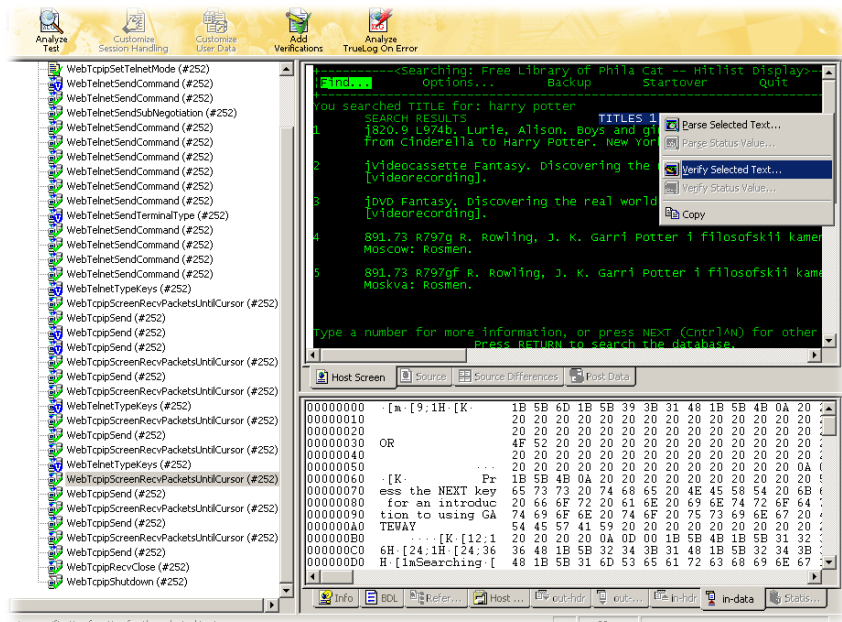 Analyze Test
Customize Session Handling
Customize User Data
Add Verifications
Analyze TrueLog On Error
WebTcpipSetTelnetMode (#252)
WebTelnetSendCommand (#252)
WebTelnetSendCommand (#252)
WebTelnetSendSubNegotiation (#252)
WebTelnetSendCommand (#252)
WebTelnetSendCommand (#252)
WebTelnetSendCommand (#252)
WebTelnetSendCommand (#252)
WebTelnetSendCommand (#252)
WebTelnetSendCommand (#252)
WebTelnetSendTerminalType (#252)
WebTelnetSendCommand (#252)
WebTelnetSendCommand (#252)
WebTelnetSendCommand (#252)
WebTelnetSendCommand (#252)
WebTelnetTypeKeys (#252)
WebTcpipScreenRecvPacketsUntilCursor (#252)
WebTcpipSend (#252)
WebTcpipSend (#252)
WebTcpipSend (#252)
WebTcpipScreenRecvPacketsUntilCursor (#252)
WebTcpipSend (#252)
WebTcpipScreenRecvPacketsUntilCursor (#252)
WebTelnetTypeKeys (#252)
WebTcpipScreenRecvPacketsUntilCursor (#252)
WebTcpipSend (#252)
WebTcpipScreenRecvPacketsUntilCursor (#252)
WebTelnetTypeKeys (#252)
WebTcpipScreenRecvPacketsUntilCursor (#252)
WebTcpipSend (#252)
WebTcpipScreenRecvPacketsUntilCursor (#252)
WebTcpipSend (#252)
WebTcpipScreenRecvPacketsUntilCursor (#252)
WebTcpipSend (#252)
WebTcpipRecvClose (#252)
WebTcpipShutdown (#252)
+----------<Searching: Free Library of Phila Cat -- Hitlist Display>--
Find... Options... Backup Startover Quit
You searched TITLE for: harry potter
SEARCH RESULTS TITLES 1
1 j820.9 L974b. Lurie, Alison. Boys and gi
from Cinderella to Harry Potter. New Yor
2 jVideocassette Fantasy. Discovering the
[videorecording].
3 jDVD Fantasy. Discovering the real world
[videorecording].
4 891.73 R797g R. Rowling, J. K. Garri Potter i filosofskii kamen
Moscow: Rosmen.
5 891.73 R797gf R. Rowling, J. K. Garri Potter i filosofskii kame
Moskva: Rosmen.
Type a number for more information, or press NEXT (Cntrl^N) for other
Press RETURN to search the database.
Parse Selected Text...
Parse Status Value...
Verify Selected Text...
Verify Status Value...
Copy
Host Screen Source Source Differences Post Data
00000000 ·[m·[9;1H·[K· 1B 5B 6D 1B 5B 39 3B 31 48 1B 5B 4B 0A 20
00000010 20 20 20 20 20 20 20 20 20 20 20 20 20 20
00000020 20 20 20 20 20 20 20 20 20 20 20 20 20 20
00000030 OR 4F 52 20 20 20 20 20 20 20 20 20 20 20 20
00000040 20 20 20 20 20 20 20 20 20 20 20 20 20 20
00000050 ··· 20 20 20 20 20 20 20 20 20 20 20 20 20 0A
00000060 ·[K· Pr 1B 5B 4B 0A 20 20 20 20 20 20 20 20 20 20
00000070 ess the NEXT key 65 73 73 20 74 68 65 20 4E 45 58 54 20 6B
00000080 for an introduc 20 66 6F 72 20 61 6E 20 69 6E 74 72 6F 64
00000090 tion to using GA 74 69 6F 6E 20 74 6F 20 75 73 69 6E 67 20
000000A0 TEWAY 54 45 57 41 59 20 20 20 20 20 20 20 20 20
000000B0 ····[K·[12;1 20 20 20 20 0A 0D 00 1B 5B 4B 1B 5B 31 32
000000C0 6H·[24;1H·[24;36 36 48 1B 5B 32 34 3B 31 48 1B 5B 32 34 3B
000000D0 H·[1mSearching·[ 48 1B 5B 31 6D 53 65 61 72 63 68 69 6E 67
Info BDL Refer... Host ... out-hdr out-... in-hdr in-data Statis...